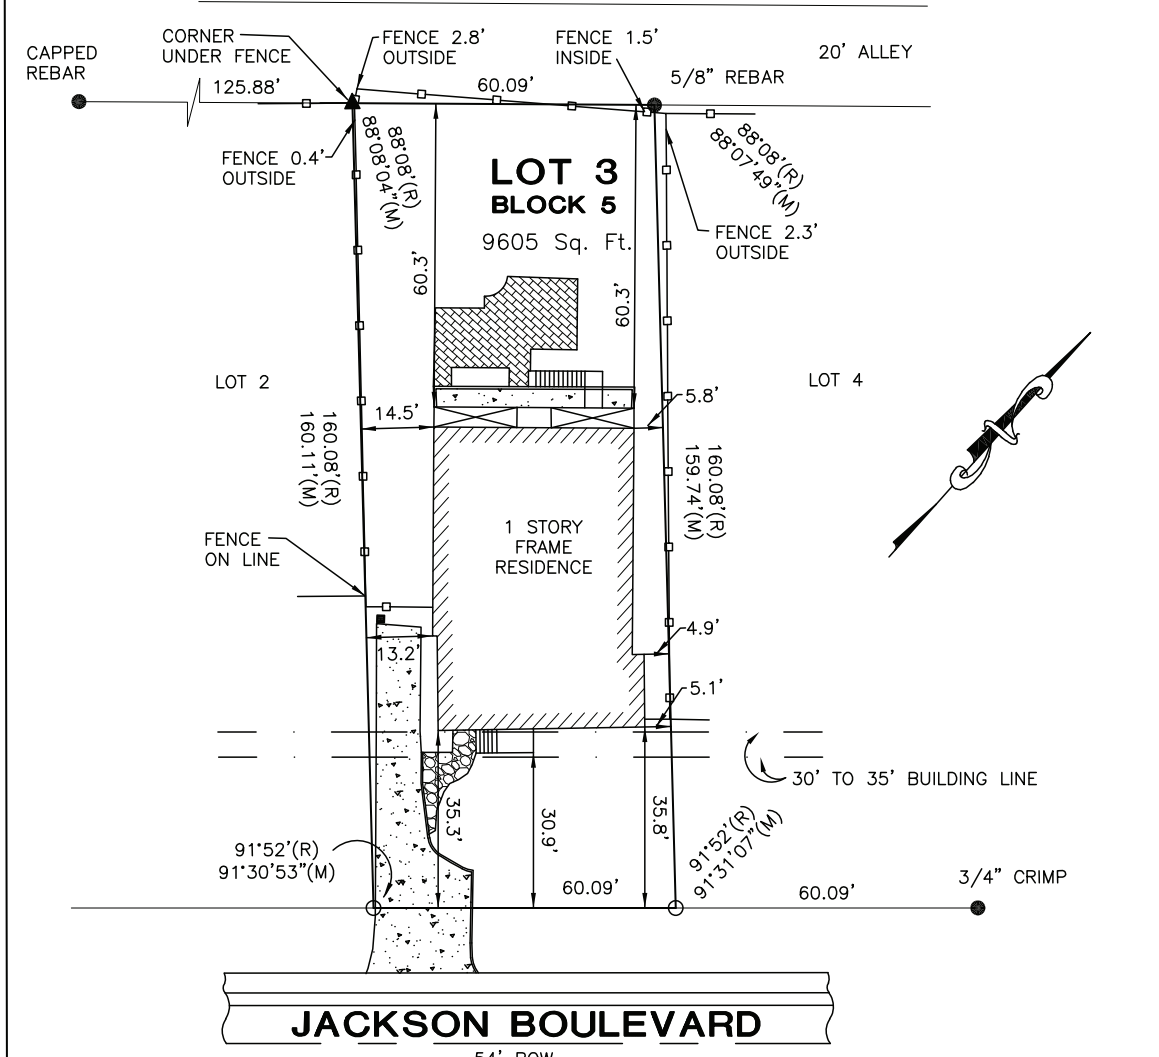 CAPPED
REBAR
CORNER
UNDER FENCE
FENCE 2.8'
OUTSIDE
FENCE 1.5'
INSIDE
20' ALLEY
5/8" REBAR
125.88'
60.09'
FENCE 0.4'
OUTSIDE
88°08'(R)
88°08'04"(M)
LOT 3
BLOCK 5
9605 Sq. Ft.
88°08'(R)
88°07'49"(M)
FENCE 2.3'
OUTSIDE
60.3'
60.3'
LOT 2
LOT 4
14.5'
5.8'
160.08'(R)
160.11'(M)
160.08'(R)
159.74'(M)
FENCE
ON LINE
1 STORY
FRAME
RESIDENCE
13.2'
4.9'
5.1'
30' TO 35' BUILDING LINE
35.3'
30.9'
35.8'
91°52'(R)
91°30'53"(M)
91°52'(R)
91°31'07"(M)
60.09'
60.09'
3/4" CRIMP
JACKSON BOULEVARD
54' ROW